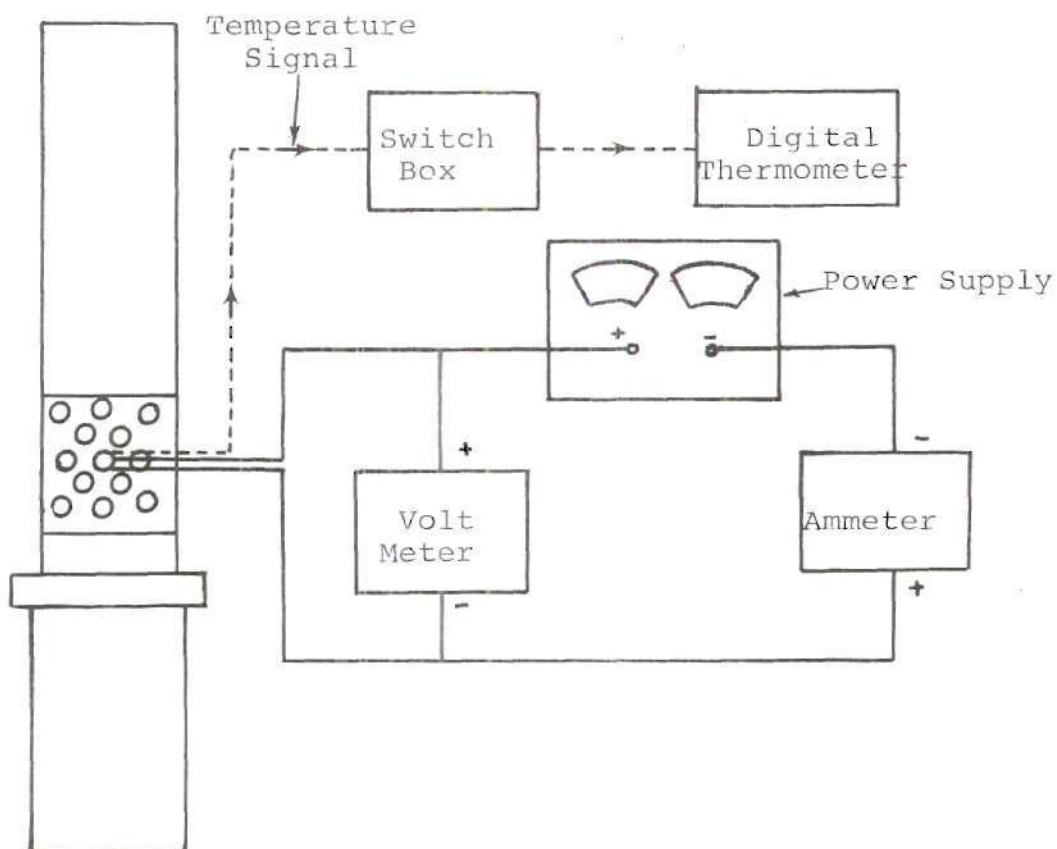 Temperature
Signal
Switch
Box
Digital
Thermometer
Power Supply
+
-
+
-
Volt
Meter
Ammeter
-
+